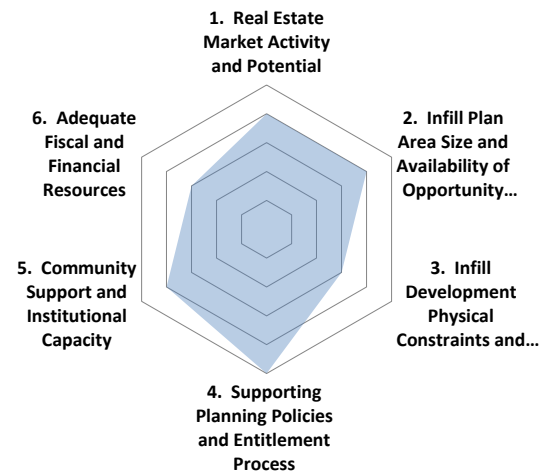 1. Real Estate
Market Activity
and Potential
2. Infill Plan
Area Size and
Availability of
Opportunity…
3. Infill
Development
Physical
Constraints and…
4. Supporting
Planning Policies
and Entitlement
Process
5. Community
Support and
Institutional
Capacity
6. Adequate
Fiscal and
Financial
Resources